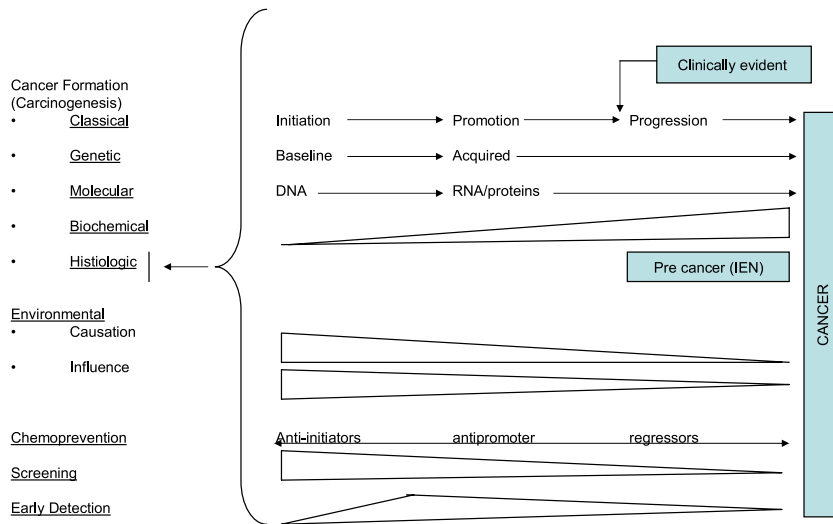 Clinically evident
Cancer Formation
(Carcinogenesis)
• Classical
Initiation Promotion Progression
• Genetic
Baseline Acquired
• Molecular
DNA RNA/proteins
• Biochemical
• Histologic
Pre cancer (IEN)
Environmental
• Causation
• Influence
CANCER
Chemoprevention
Anti-initiators antipromoter regressors
Screening
Early Detection